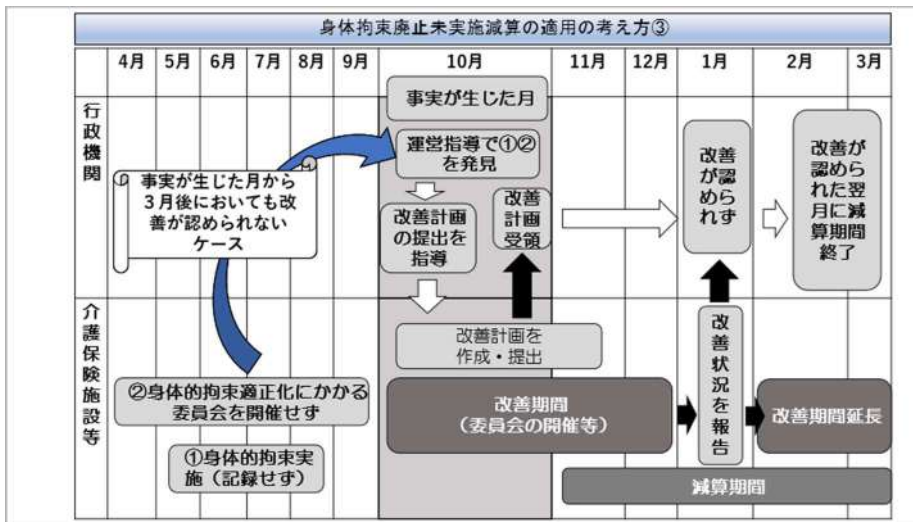 身体拘束廃止未実施減算の適用の考え方③
4月 5月 6月 7月 8月 9月 10月 11月 12月 1月 2月 3月
行政機関
事実が生じた月
運営指導で①②
を発見
事実が生じた月から
3月後においても改
善が認められない
ケース
改善計画
の提出を
指導
改善
計画
受領
改善
が認
めら
れず
改善が
認めら
れた翌
月に減
算期間
終了
介護保険施設等
改善計画を
作成・提出
②身体的拘束適正化にかかる
委員会を開催せず
①身体的拘束実
施(記録せず)
改善期間
(委員会の開催等)
改善状況を報告
改善期間延長
減算期間